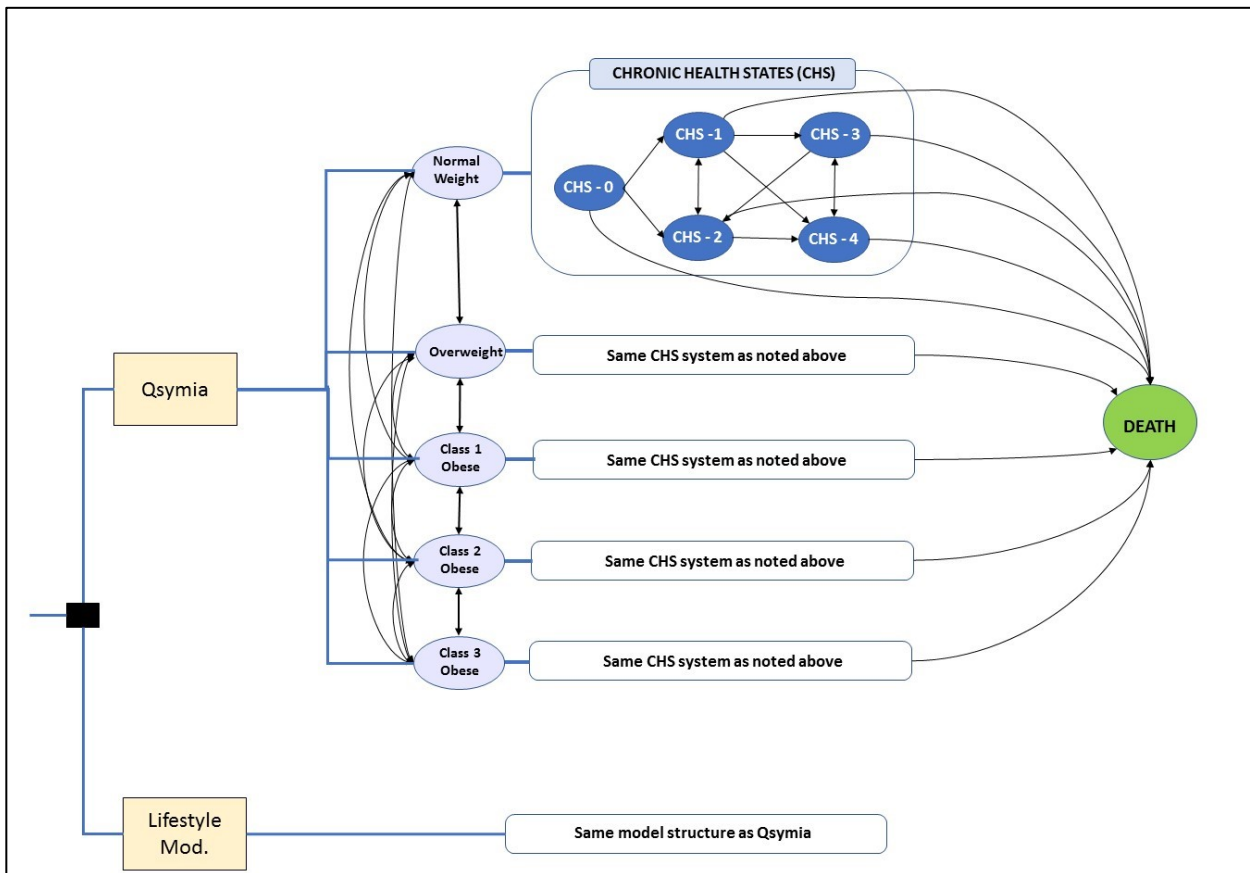 CHRONIC HEALTH STATES (CHS)
CHS - 1
CHS - 3
Normal
Weight
CHS - 0
CHS - 2
CHS - 4
Overweight
Same CHS system as noted above
Qsymia
DEATH
Class 1
Obese
Same CHS system as noted above
Class 2
Obese
Same CHS system as noted above
Class 3
Obese
Same CHS system as noted above
Lifestyle
Mod.
Same model structure as Qsymia